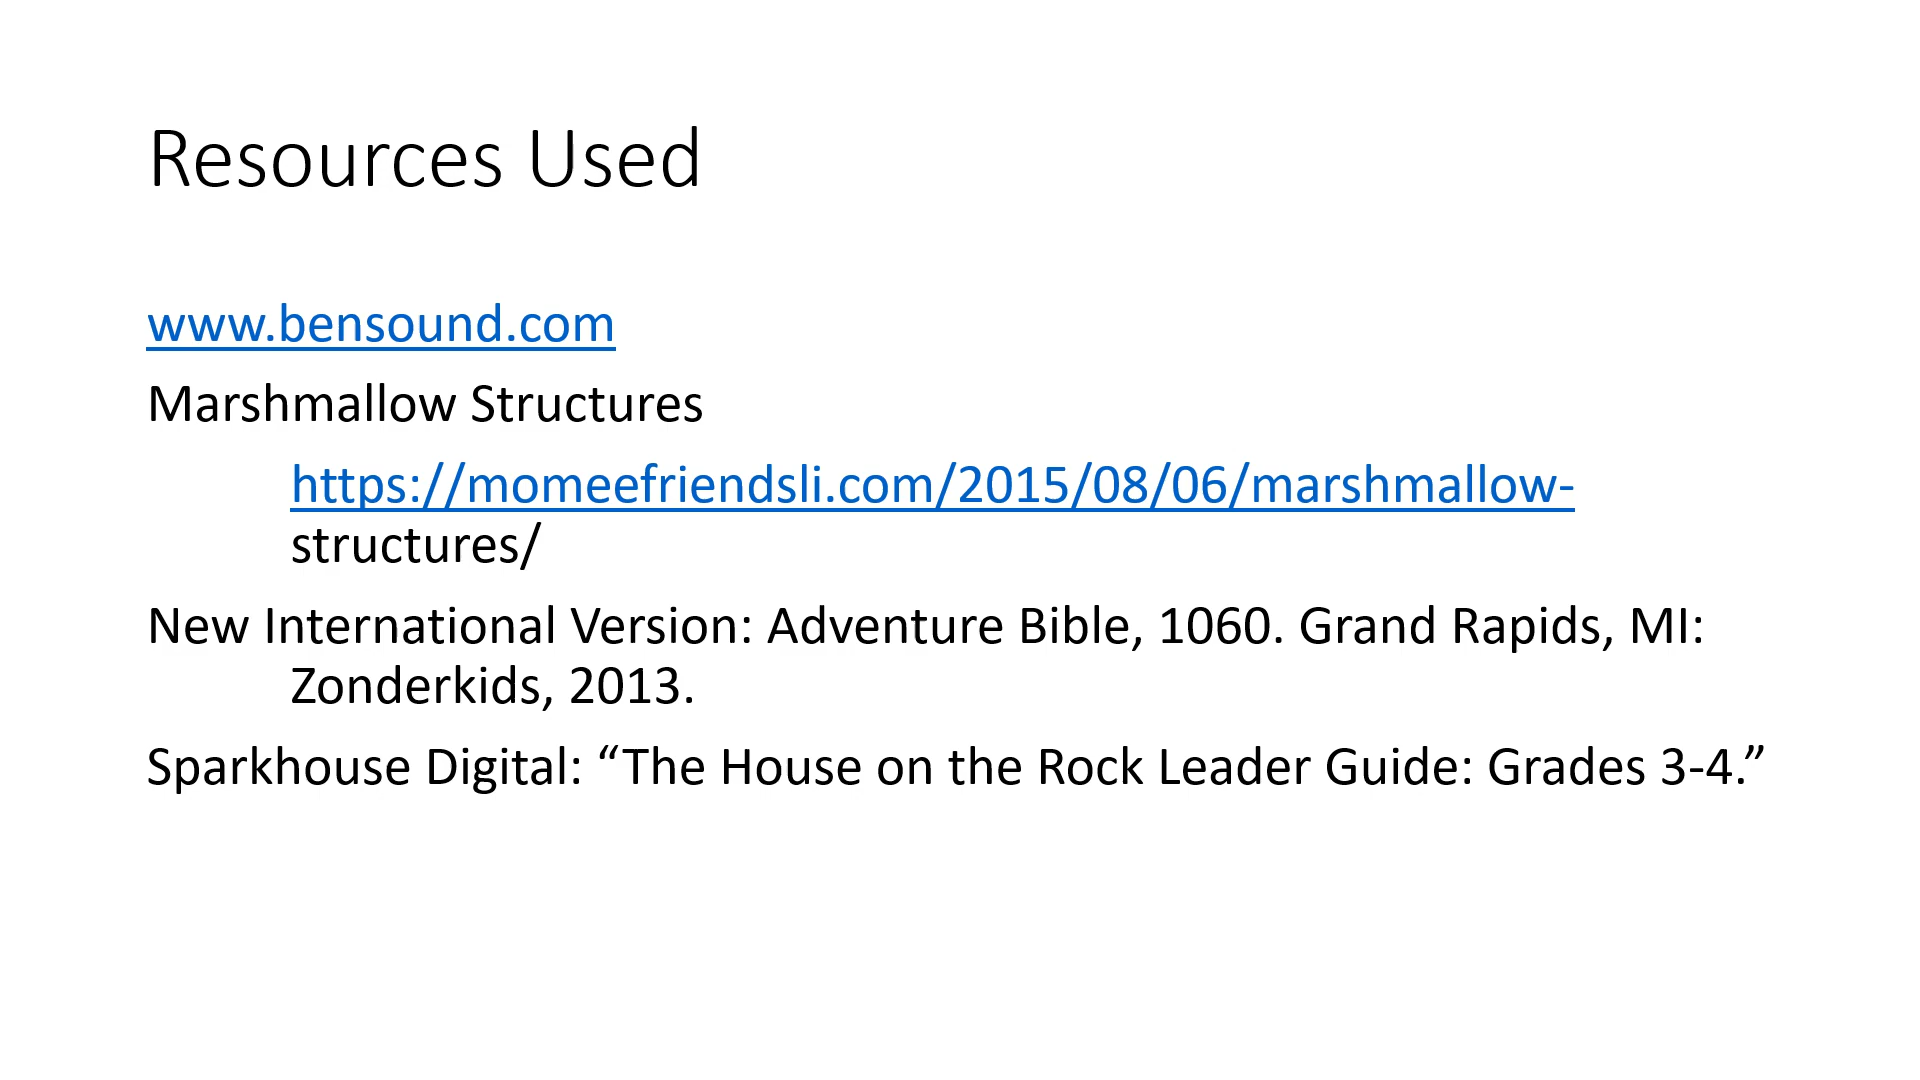 Resources Used
www.bensound.com
Marshmallow Structures
https://momeefriendsli.com/2015/08/06/marshmallow-
structures/
New International Version: Adventure Bible, 1060. Grand Rapids, MI:
Zonderkids, 2013.
Sparkhouse Digital: “The House on the Rock Leader Guide: Grades 3-4.”